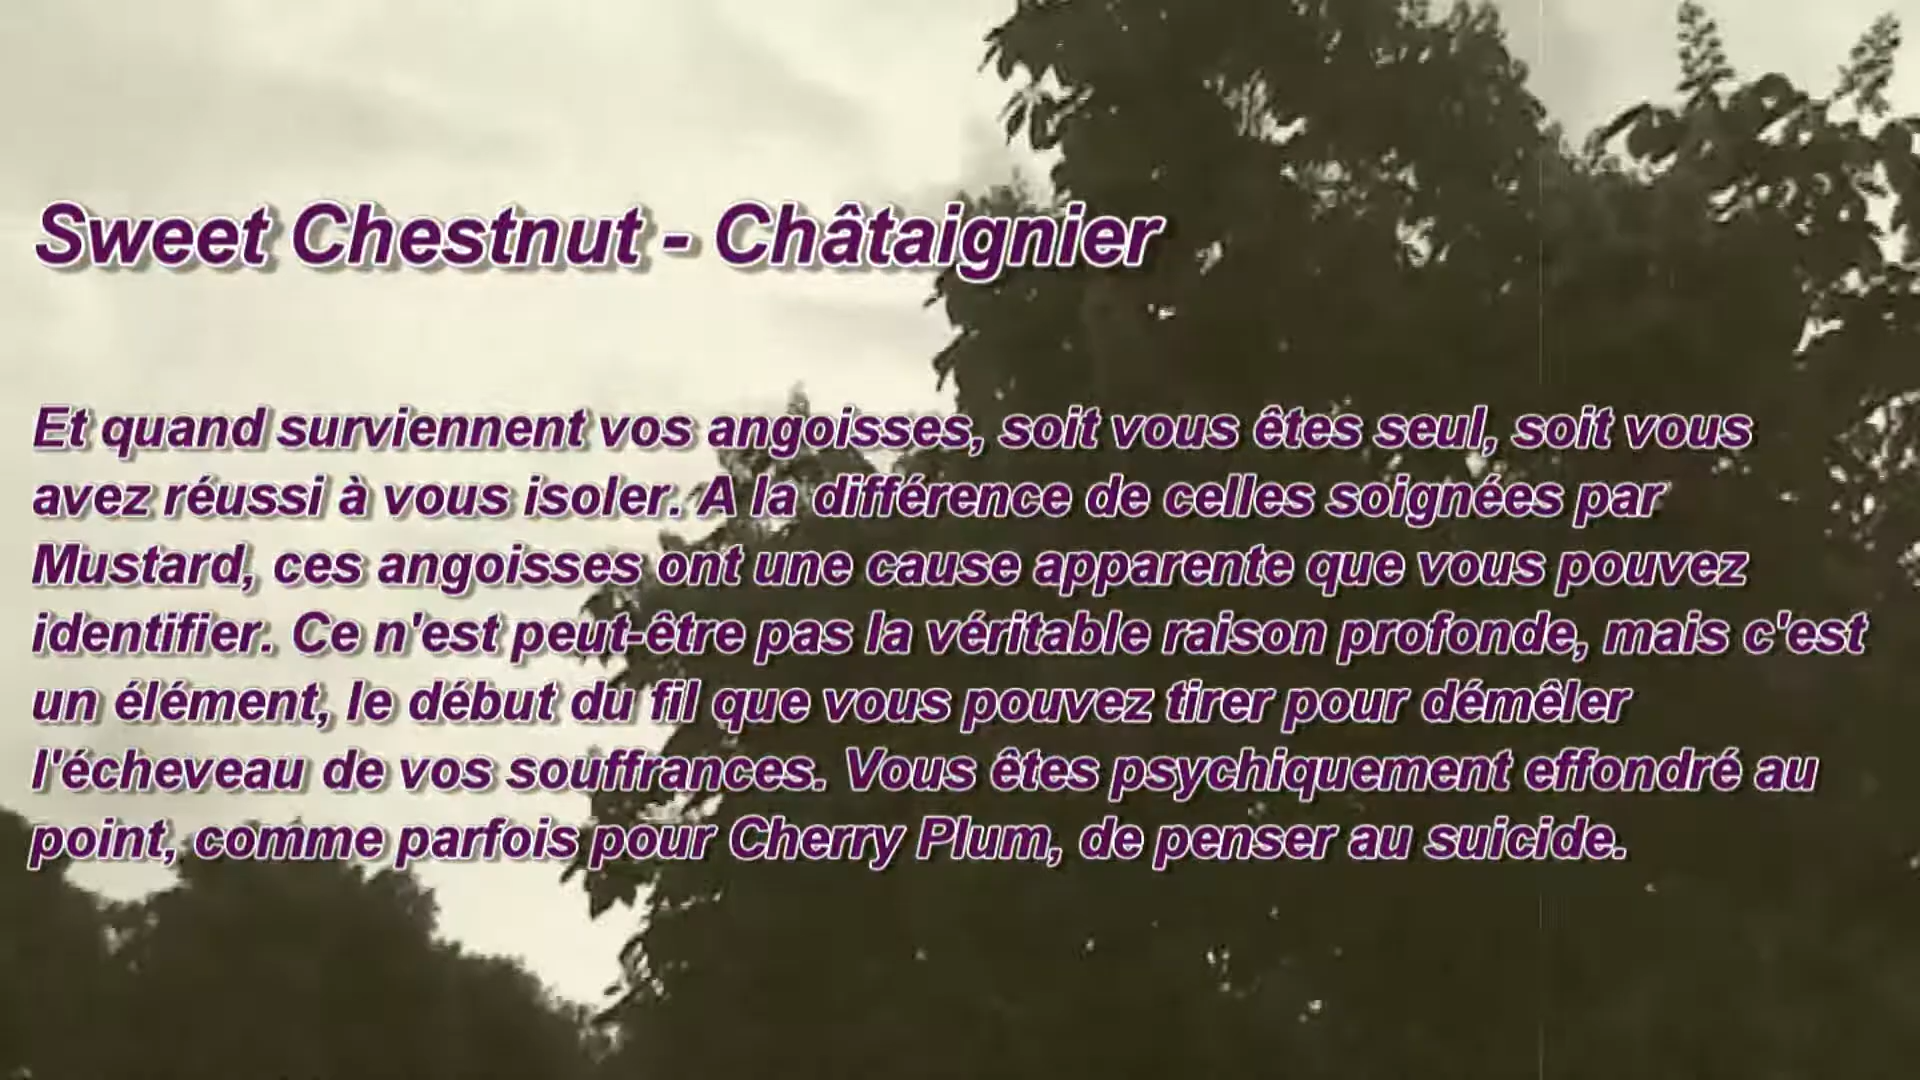 Sweet Chestnut - Châtaignier
Et quand surviennent vos angoisses, soit vous êtes seul, soit vous
avez réussi à vous isoler. A la différence de celles soignées par
Mustard, ces angoisses ont une cause apparente que vous pouvez
identifier. Ce n'est peut-être pas la véritable raison profonde, mais c'est
un élément, le début du fil que vous pouvez tirer pour démêler
l'écheveau de vos souffrances. Vous êtes psychiquement effondré au
point, comme parfois pour Cherry Plum, de penser au suicide.